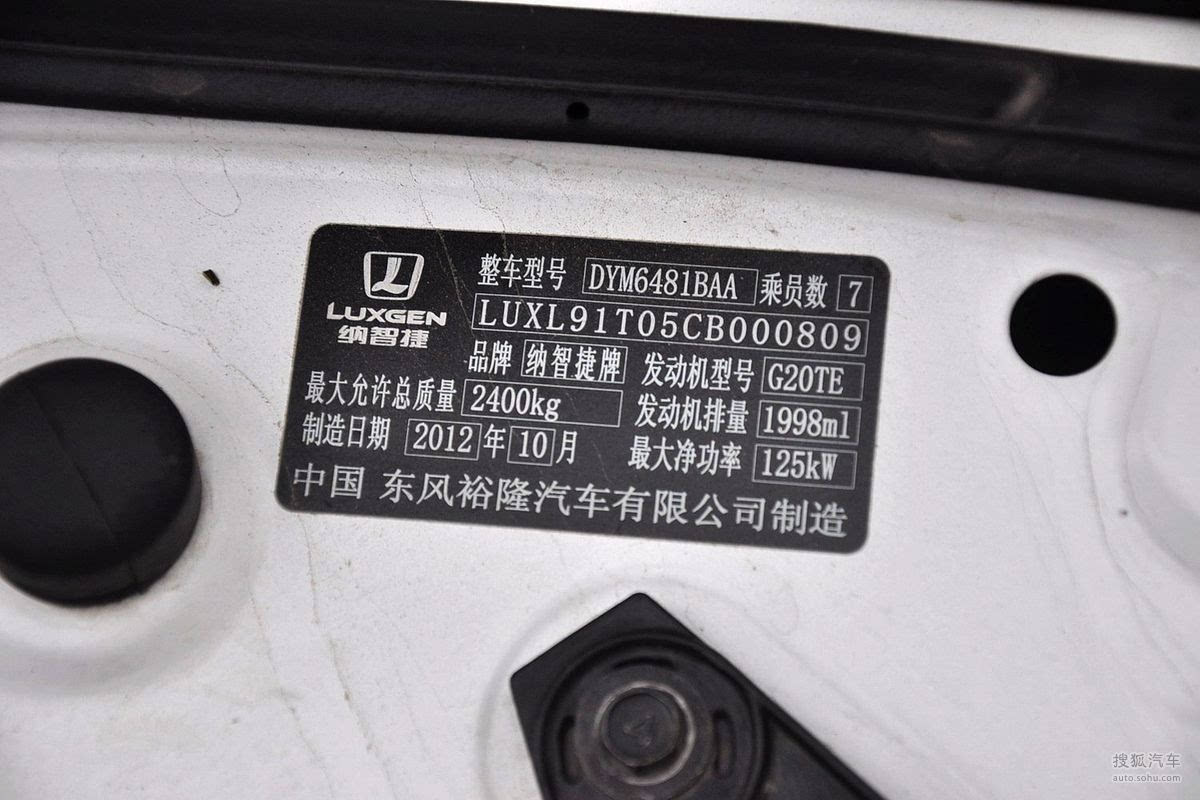 LUXGEN
纳智捷
整车型号 DYM6481BAA 乘员数 7
LUXL91T05CB000809
品牌 纳智捷牌 发动机型号 G20TE
最大允许总质量 2400kg 发动机排量 1998ml
制造日期 2012 年 10 月 最大净功率 125kW
中国 东风裕隆汽车有限公司制造
搜狐汽车
auto.sohu.com